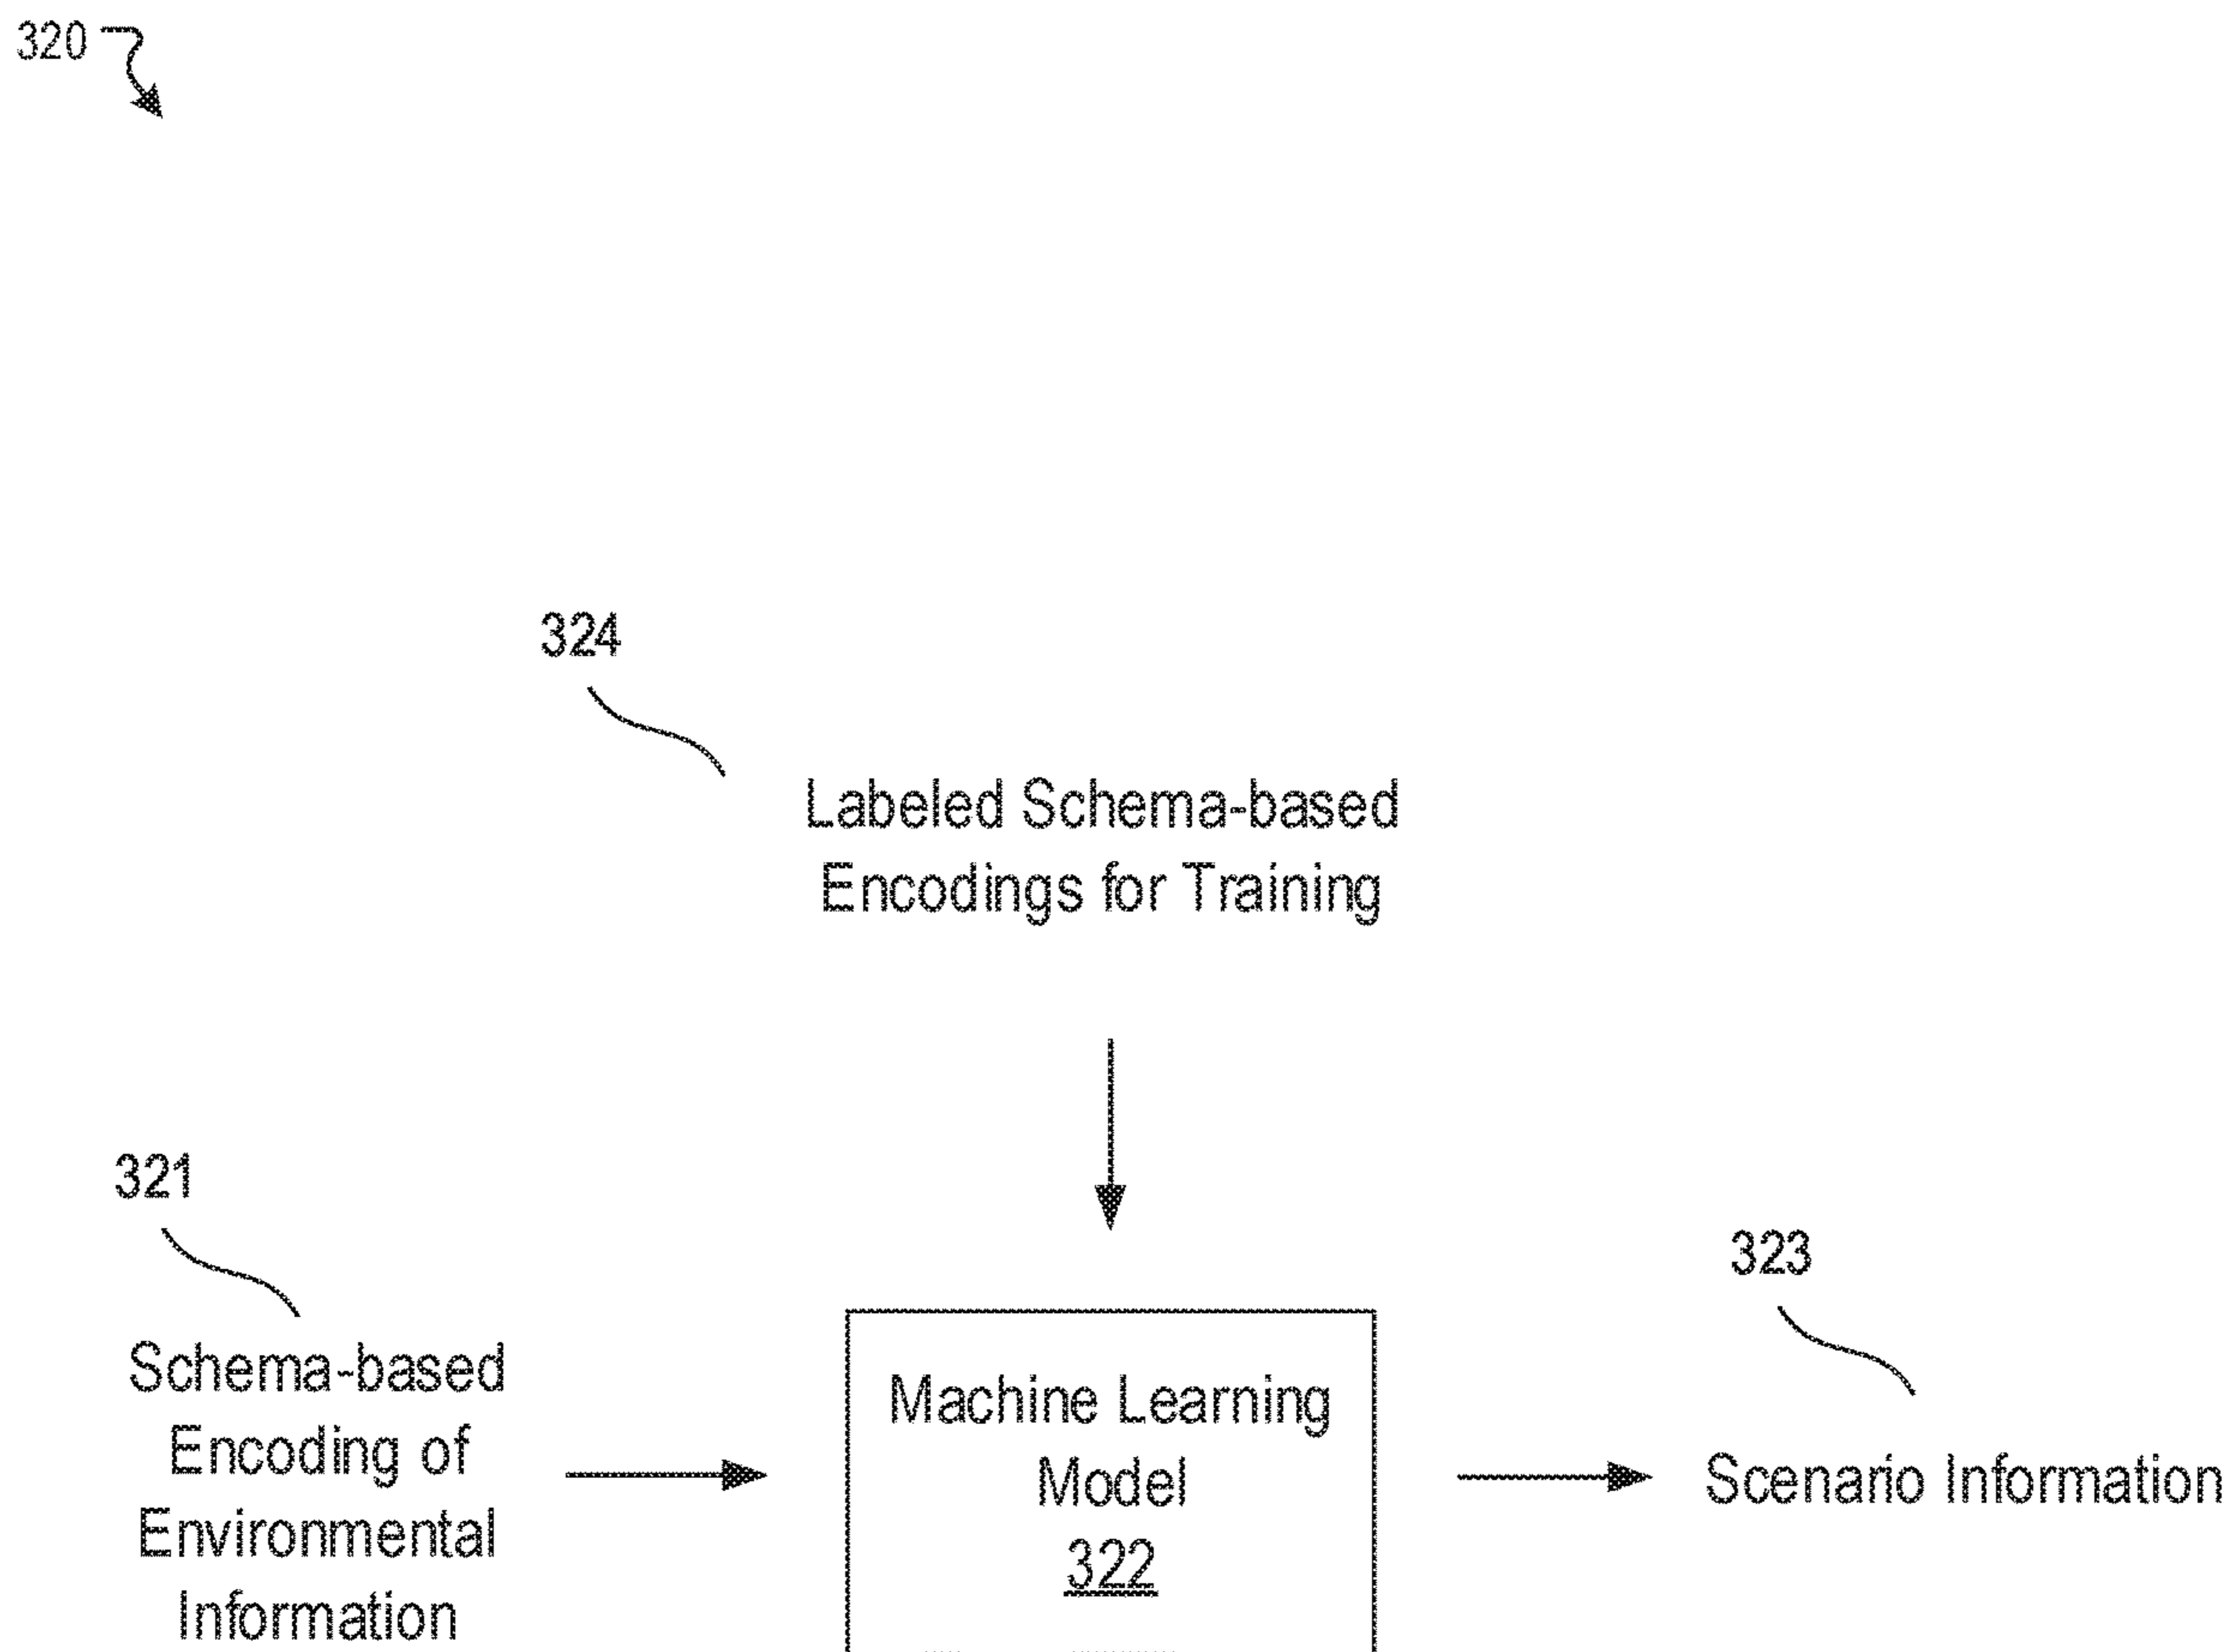 320
324
Labeled Schema-based
Encodings for Training
321
Schema-based
Encoding of
Environmental
Information
Machine Learning
Model
322
323
Scenario Information